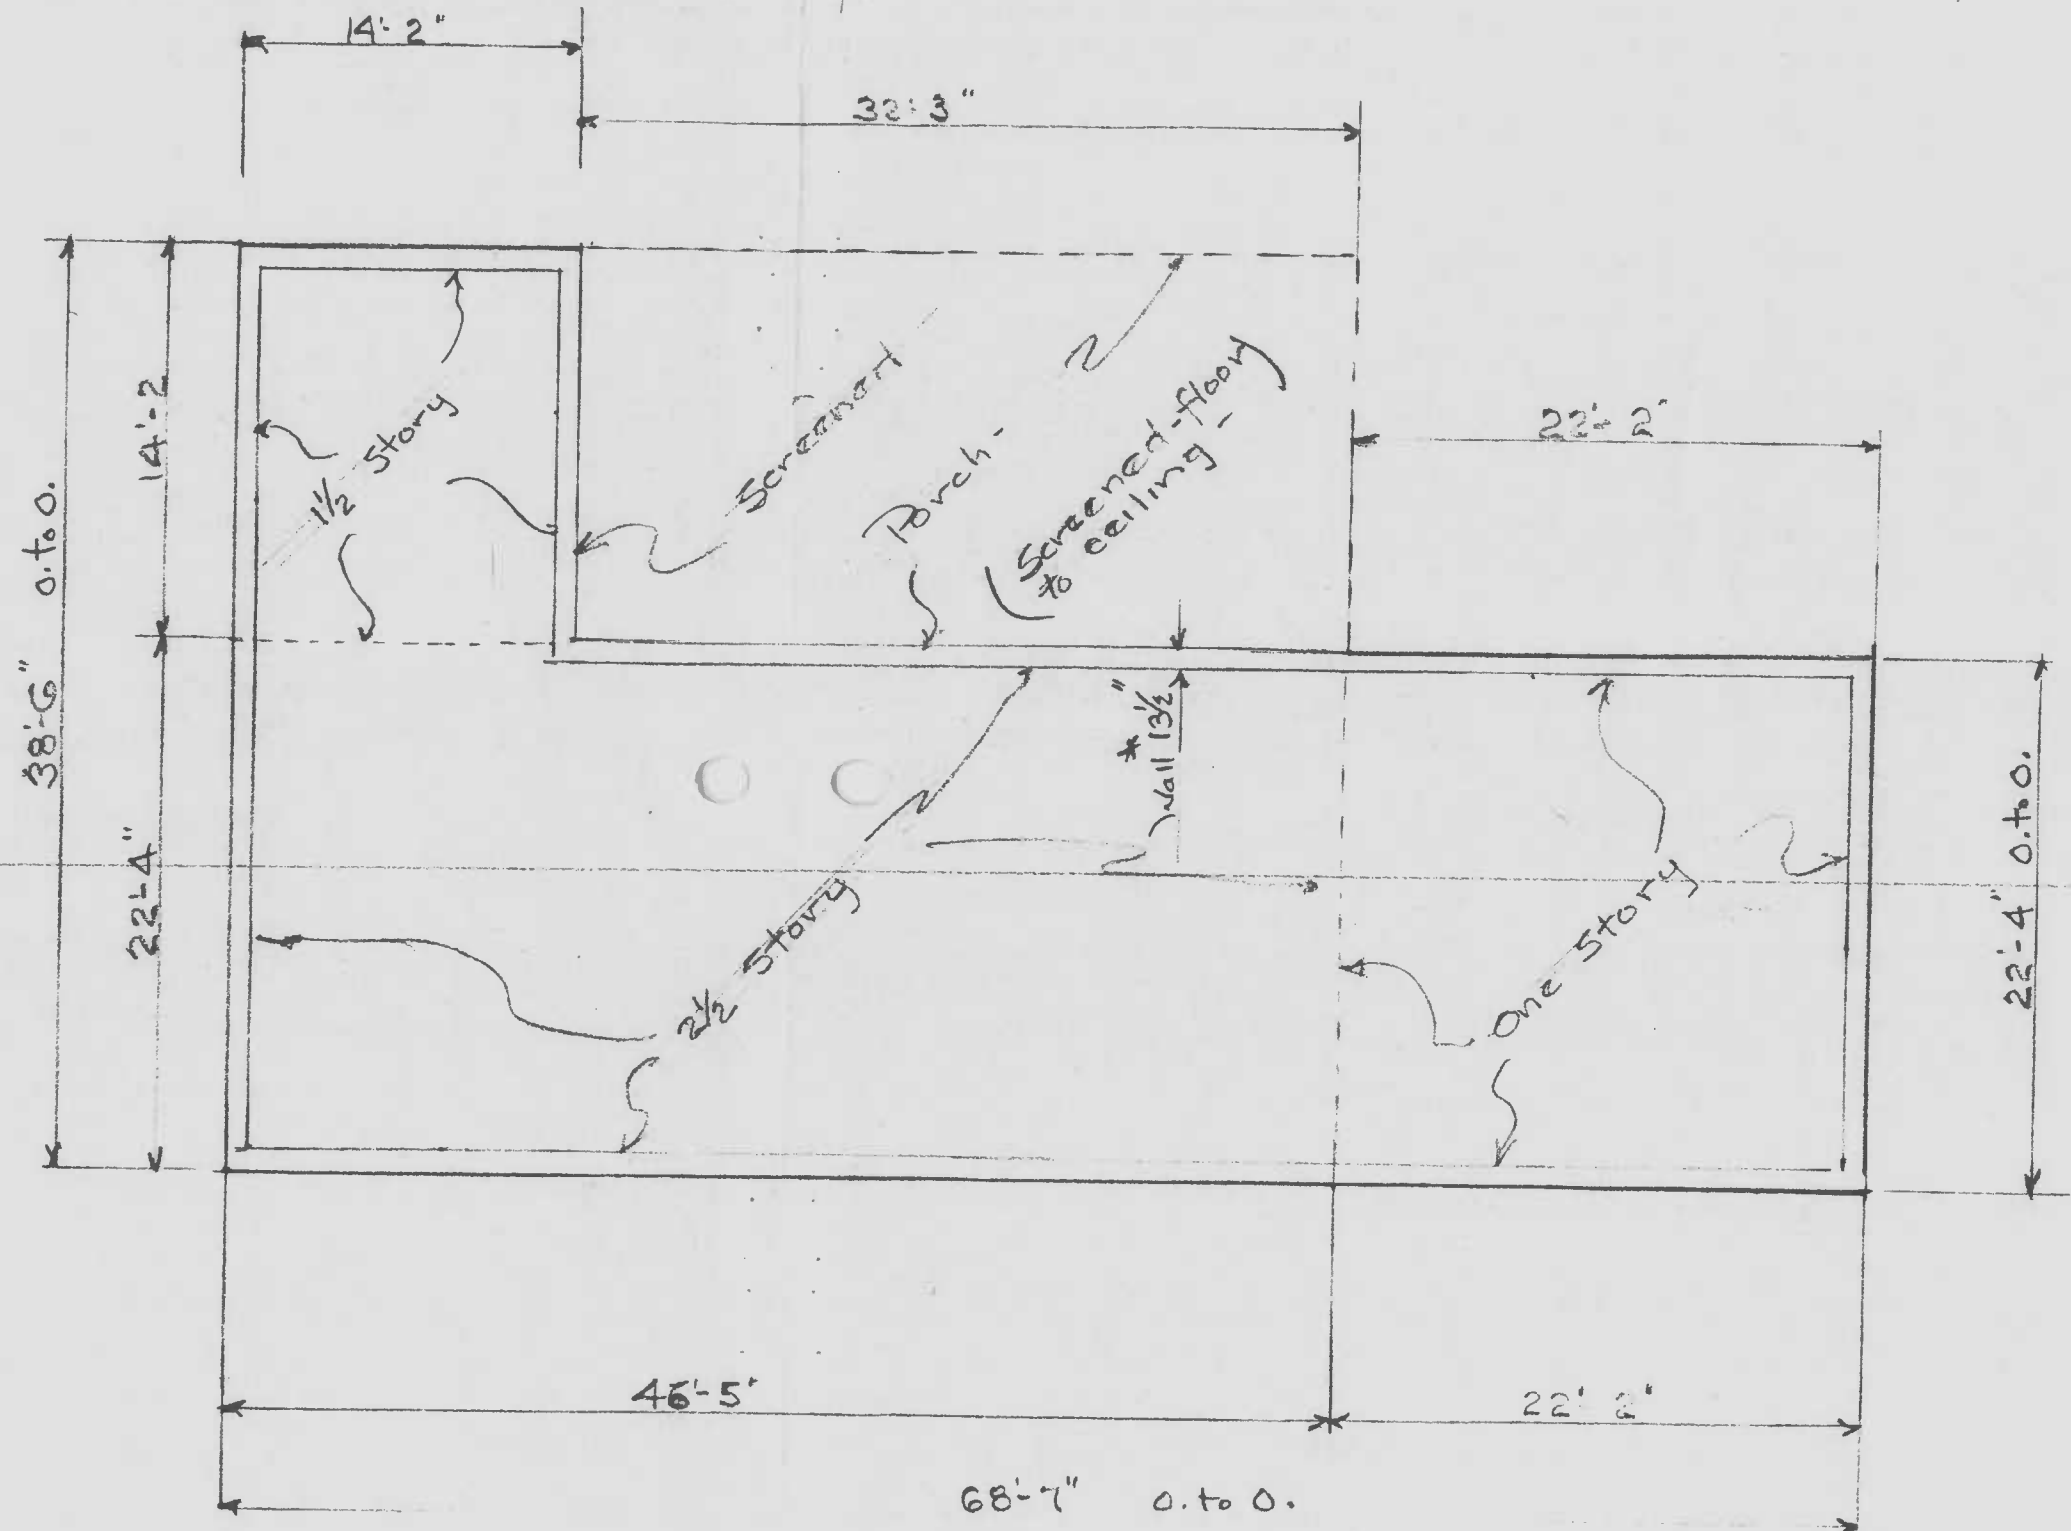 14'-2"
32'-3"
22'-2"
14'-2
38'-6" o. to o.
22'-4"
1½ Story
Screened
Porch -
(Screened-floor
to ceiling -)
*
Wall 13½"
2½ Story
One Story
22'-4" o. to o.
46'-5"
22' 2"
68'-7" o. to o.